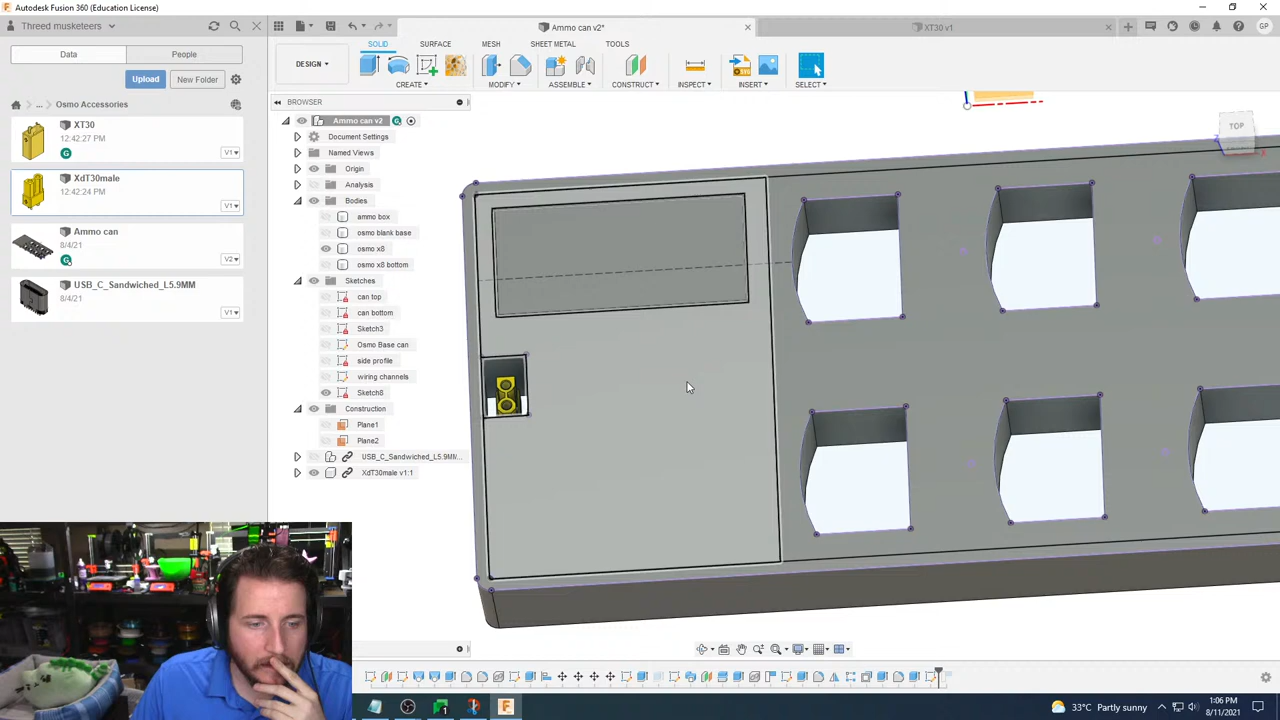 Autodesk Fusion 360 (Education License)
Threed musketeers
Ammo can v2*
XT30 v1
GP
Data
People
Upload
New Folder
... Osmo Accessories
XT30
12:42:27 PM
V1
XdT30male
12:42:24 PM
V1
Ammo can
8/4/21
V2
USB_C_Sandwiched_L5.9MM
8/4/21
V1
SOLID
SURFACE
MESH
SHEET METAL
TOOLS
DESIGN
CREATE
MODIFY
ASSEMBLE
CONSTRUCT
INSPECT
INSERT
SELECT
BROWSER
Ammo can v2
Document Settings
Named Views
Origin
Analysis
Bodies
ammo box
osmo blank base
osmo x8
osmo x8 bottom
Sketches
can top
can bottom
Sketch3
Osmo Base can
side profile
wiring channels
Sketch8
Construction
Plane1
Plane2
USB_C_Sandwiched_L5.9MM...
XdT30male v1:1
TOP
Z
X
33°C Partly sunny
1:06 PM
8/11/2021